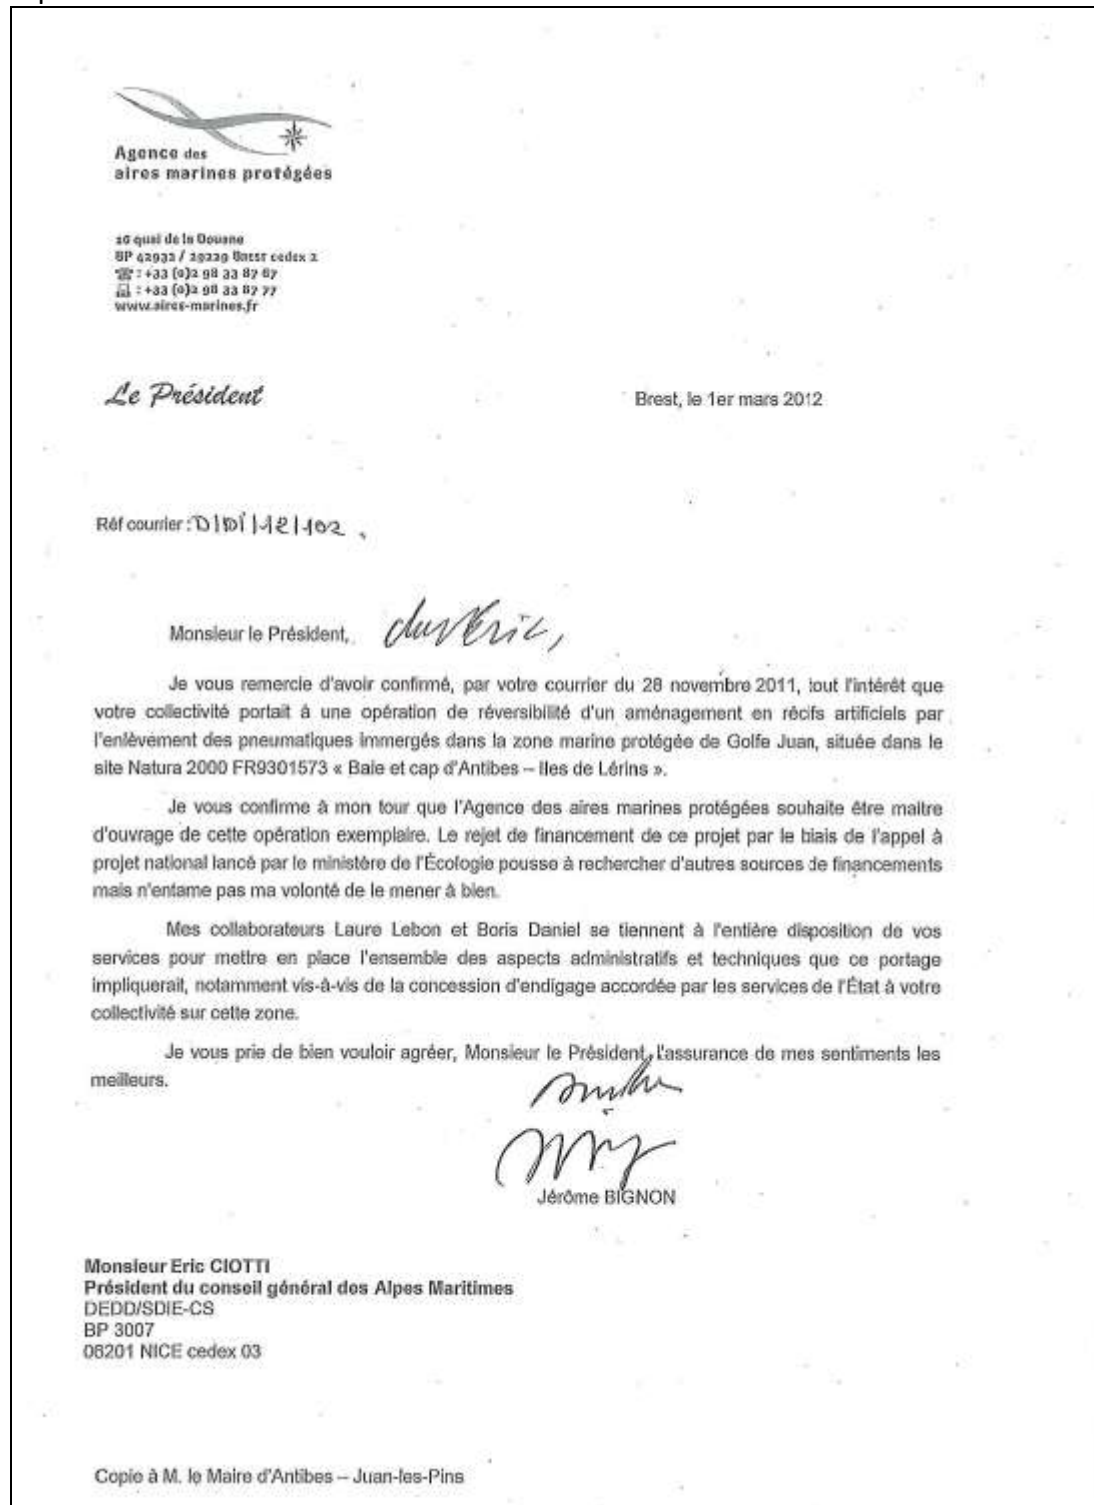 Agence des
aires marines protégées
16 quai de la Douane
BP 42932 / 29229 Brest cedex 2
: +33 (0)2 98 33 87 67
: +33 (0)2 98 33 87 77
www.aires-marines.fr
Le Président
Brest, le 1er mars 2012
Réf courrier : D|DI|12|102
Monsieur le Président, cher Eric,
Je vous remercie d'avoir confirmé, par votre courrier du 28 novembre 2011, tout l'intérêt que
votre collectivité portait à une opération de réversibilité d'un aménagement en récifs artificiels par
l'enlèvement des pneumatiques immergés dans la zone marine protégée de Golfe Juan, située dans le
site Natura 2000 FR9301573 « Baie et cap d'Antibes – Iles de Lérins ».
Je vous confirme à mon tour que l'Agence des aires marines protégées souhaite être maitre
d'ouvrage de cette opération exemplaire. Le rejet de financement de ce projet par le biais de l'appel à
projet national lancé par le ministère de l'Écologie pousse à rechercher d'autres sources de financements
mais n'entame pas ma volonté de le mener à bien.
Mes collaborateurs Laure Lebon et Boris Daniel se tiennent à l'entière disposition de vos
services pour mettre en place l'ensemble des aspects administratifs et techniques que ce portage
impliquerait, notamment vis-à-vis de la concession d'endigage accordée par les services de l'État à votre
collectivité sur cette zone.
Je vous prie de bien vouloir agréer, Monsieur le Président, l'assurance de mes sentiments les
meilleurs.
Jérôme BIGNON
Monsieur Eric CIOTTI
Président du conseil général des Alpes Maritimes
DEDD/SDIE-CS
BP 3007
06201 NICE cedex 03
Copie à M. le Maire d'Antibes – Juan-les-Pins